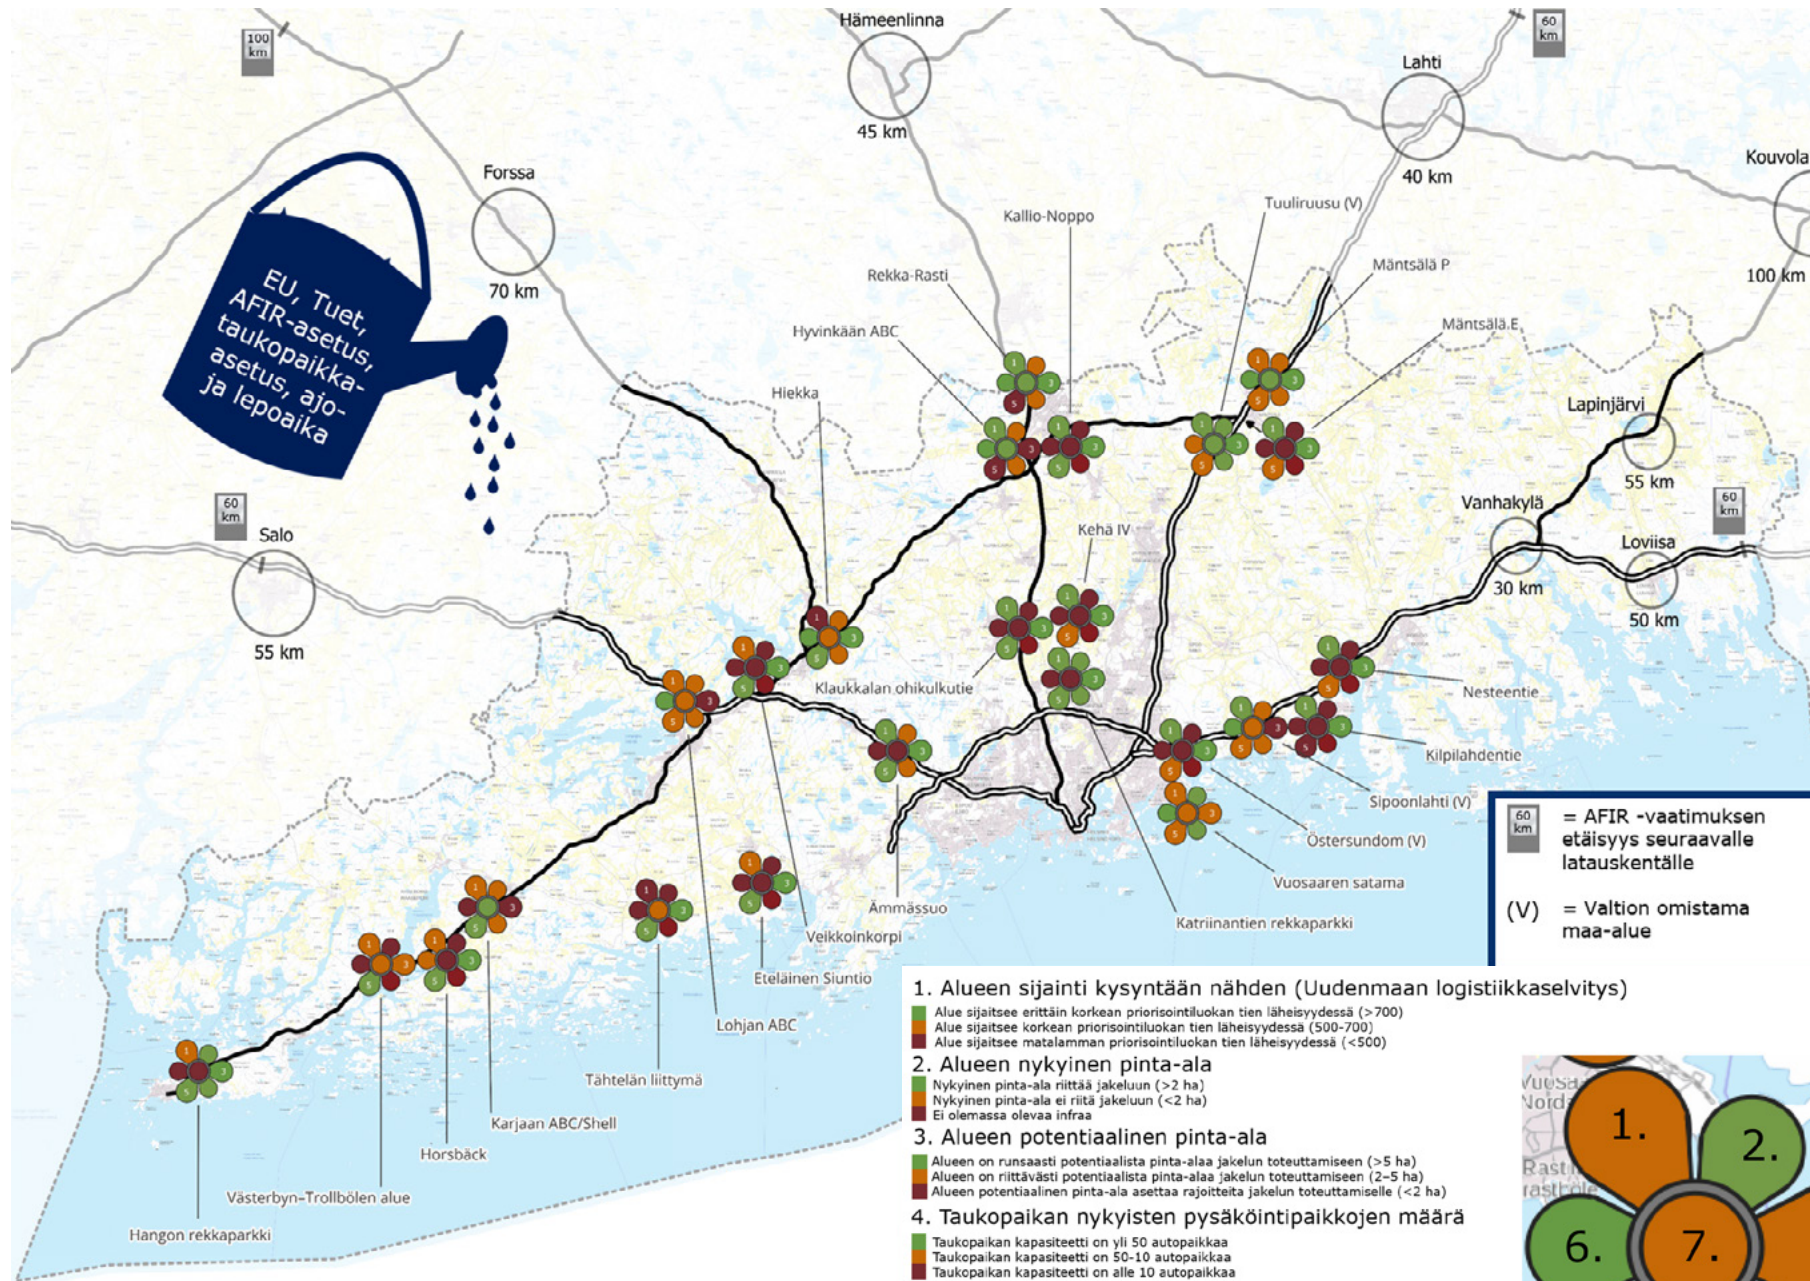 100
km
Hämeenlinna
45 km
60
km
Lahti
40 km
Kouvola
100 km
Forssa
70 km
EU, Tuet,
AFIR-asetus,
taukopaikka-
asetus, ajo-
ja lepoaika
Tuuliruusu (V)
Kallio-Noppo
Rekka-Rasti
Mäntsälä P
Hyvinkään ABC
Mäntsälä E
Hiekka
Lapinjärvi
55 km
60
km
Salo
55 km
Vanhakylä
30 km
60
km
Loviisa
50 km
Kehä IV
Klaukkalan ohikulkutie
Nesteentie
Kilpilahdentie
Sipoonlahti (V)
Östersundom (V)
Vuosaaren satama
Katriinantien rekkaparkki
Ämmässuo
Veikkoinkorpi
Eteläinen Siuntio
Lohjan ABC
Tähtelän liittymä
Karjaan ABC/Shell
Horsbäck
Västerbyn–Trollbölen alue
Hangon rekkaparkki
60
km
= AFIR -vaatimuksen
etäisyys seuraavalle
latauskentälle
(V) = Valtion omistama
maa-alue
1. Alueen sijainti kysyntään nähden (Uudenmaan logistiikkaselvitys)
Alue sijaitsee erittäin korkean priorisointiluokan tien läheisyydessä (>700)
Alue sijaitsee korkean priorisointiluokan tien läheisyydessä (500-700)
Alue sijaitsee matalamman priorisointiluokan tien läheisyydessä (<500)
2. Alueen nykyinen pinta-ala
Nykyinen pinta-ala riittää jakeluun (>2 ha)
Nykyinen pinta-ala ei riitä jakeluun (<2 ha)
Ei olemassa olevaa infraa
3. Alueen potentiaalinen pinta-ala
Alueen on runsaasti potentiaalista pinta-alaa jakelun toteuttamiseen (>5 ha)
Alueen on riittävästi potentiaalista pinta-alaa jakelun toteuttamiseen (2–5 ha)
Alueen potentiaalinen pinta-ala asettaa rajoitteita jakelun toteuttamiselle (<2 ha)
4. Taukopaikan nykyisten pysäköintipaikkojen määrä
Taukopaikan kapasiteetti on yli 50 autopaikkaa
Taukopaikan kapasiteetti on 50-10 autopaikkaa
Taukopaikan kapasiteetti on alle 10 autopaikkaa
1.
2.
6.
7.